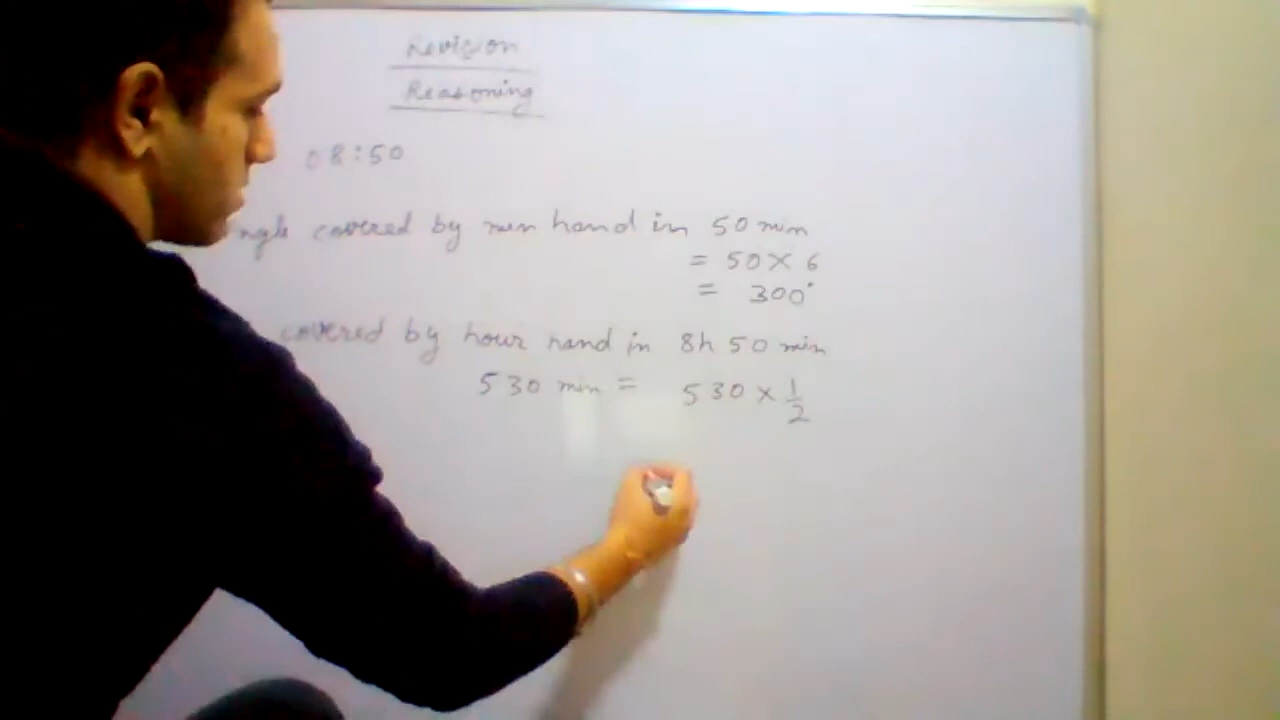 Revision
Reasoning
08:50
ngle covered by min hand in 50 min
= 50 × 6
= 300°
covered by hour hand in 8h 50 min
530 min = 530 × 1/2